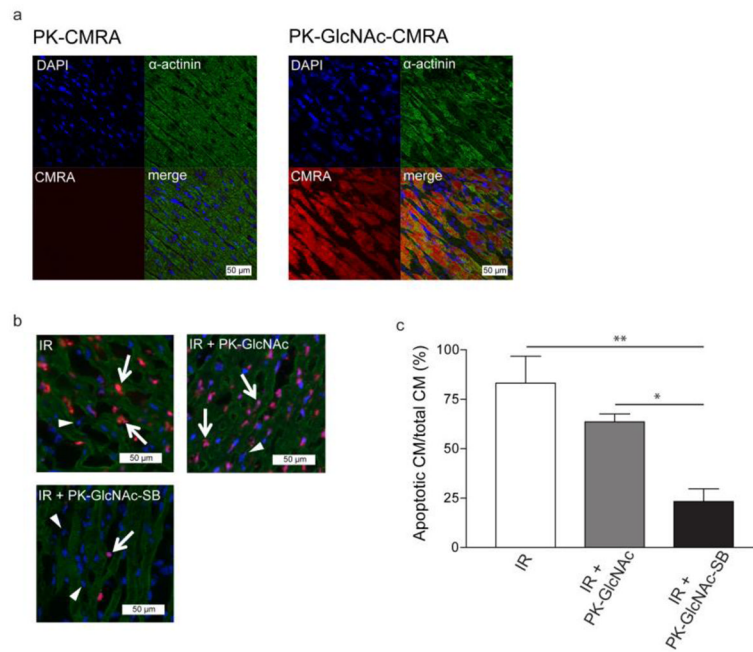 a
PK-CMRA
PK-GlcNAc-CMRA
DAPI
α-actinin
DAPI
α-actinin
CMRA
merge
CMRA
merge
50 µm
50 µm
b
IR
IR + PK-GlcNAc
50 µm
50 µm
IR + PK-GlcNAc-SB
50 µm
c
Apoptotic CM/total CM (%)
100
75
50
25
0
**
*
IR
IR +
PK-GlcNAc
IR +
PK-GlcNAc-SB